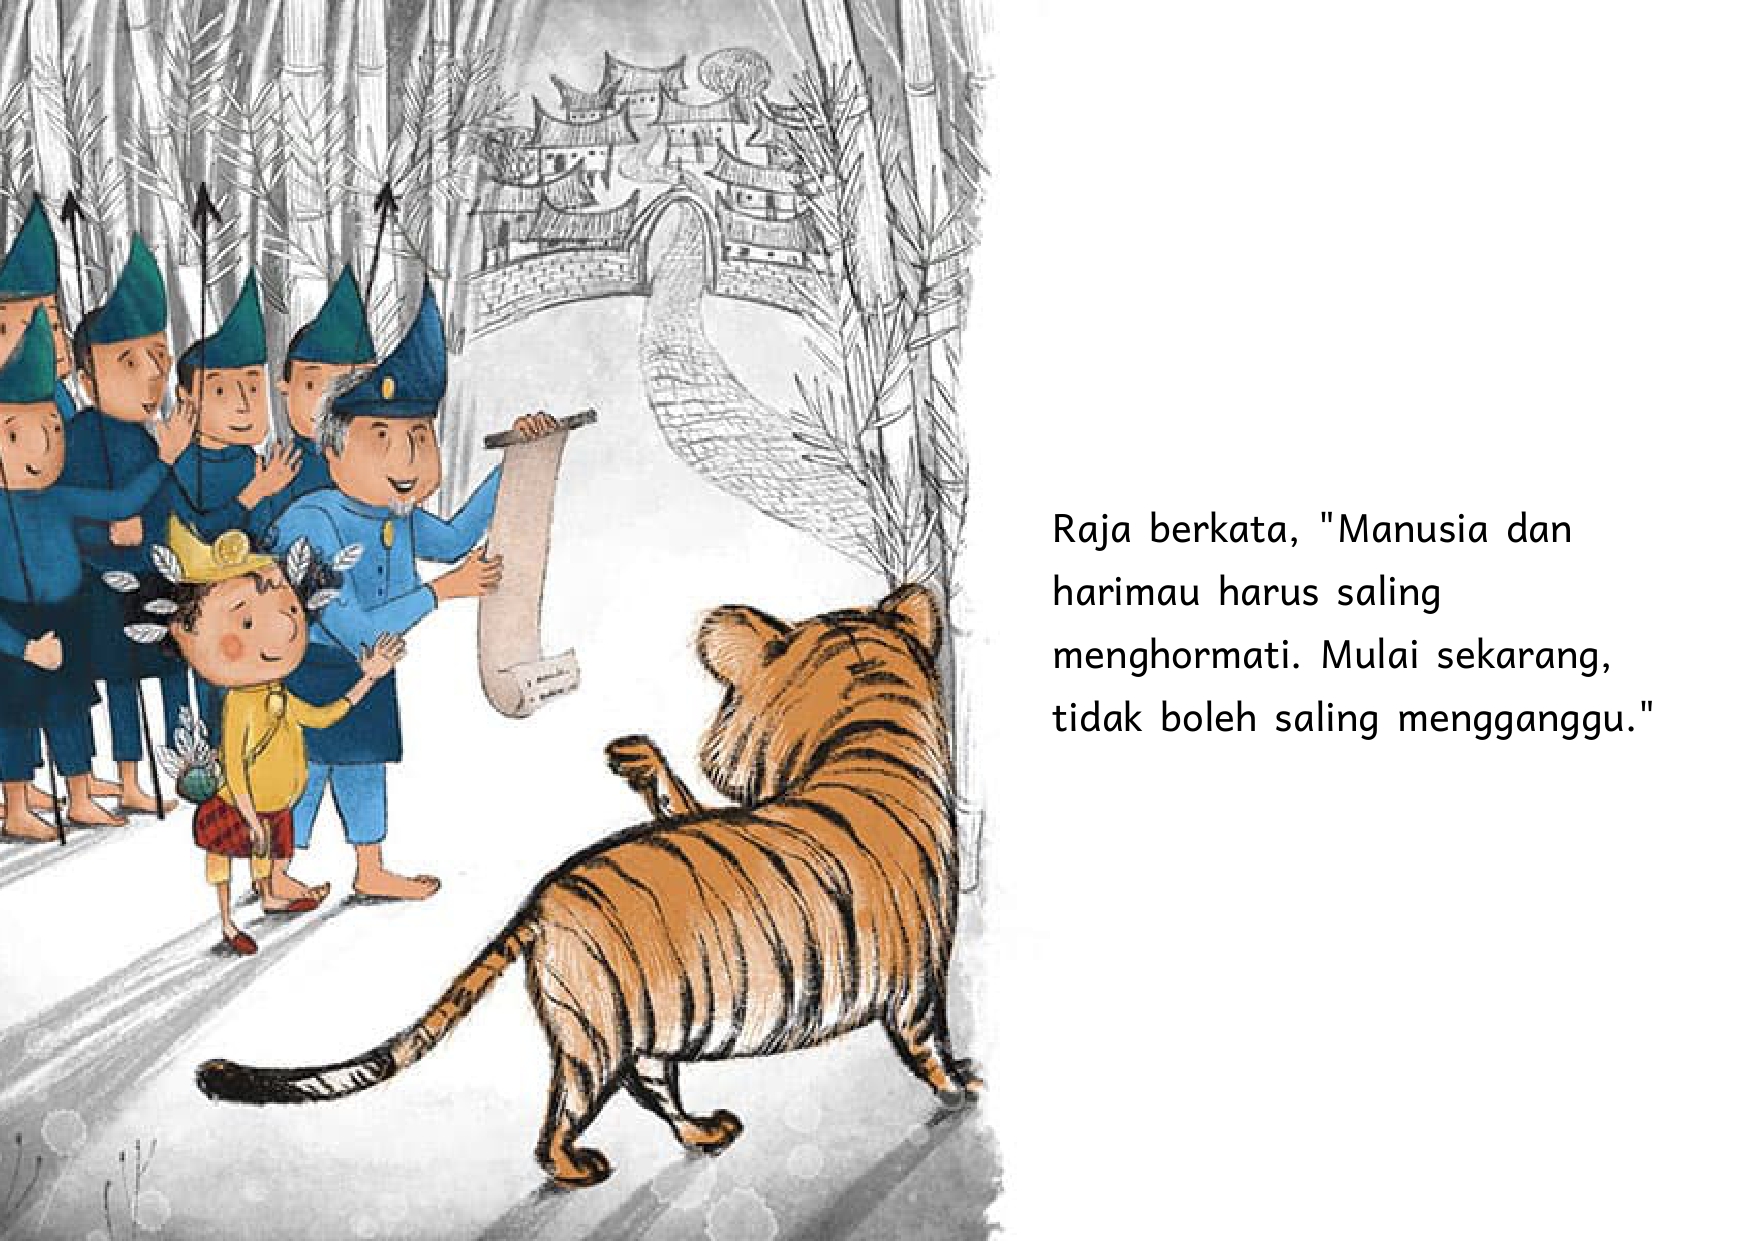 Raja berkata, "Manusia dan
harimau harus saling
menghormati. Mulai sekarang,
tidak boleh saling mengganggu."